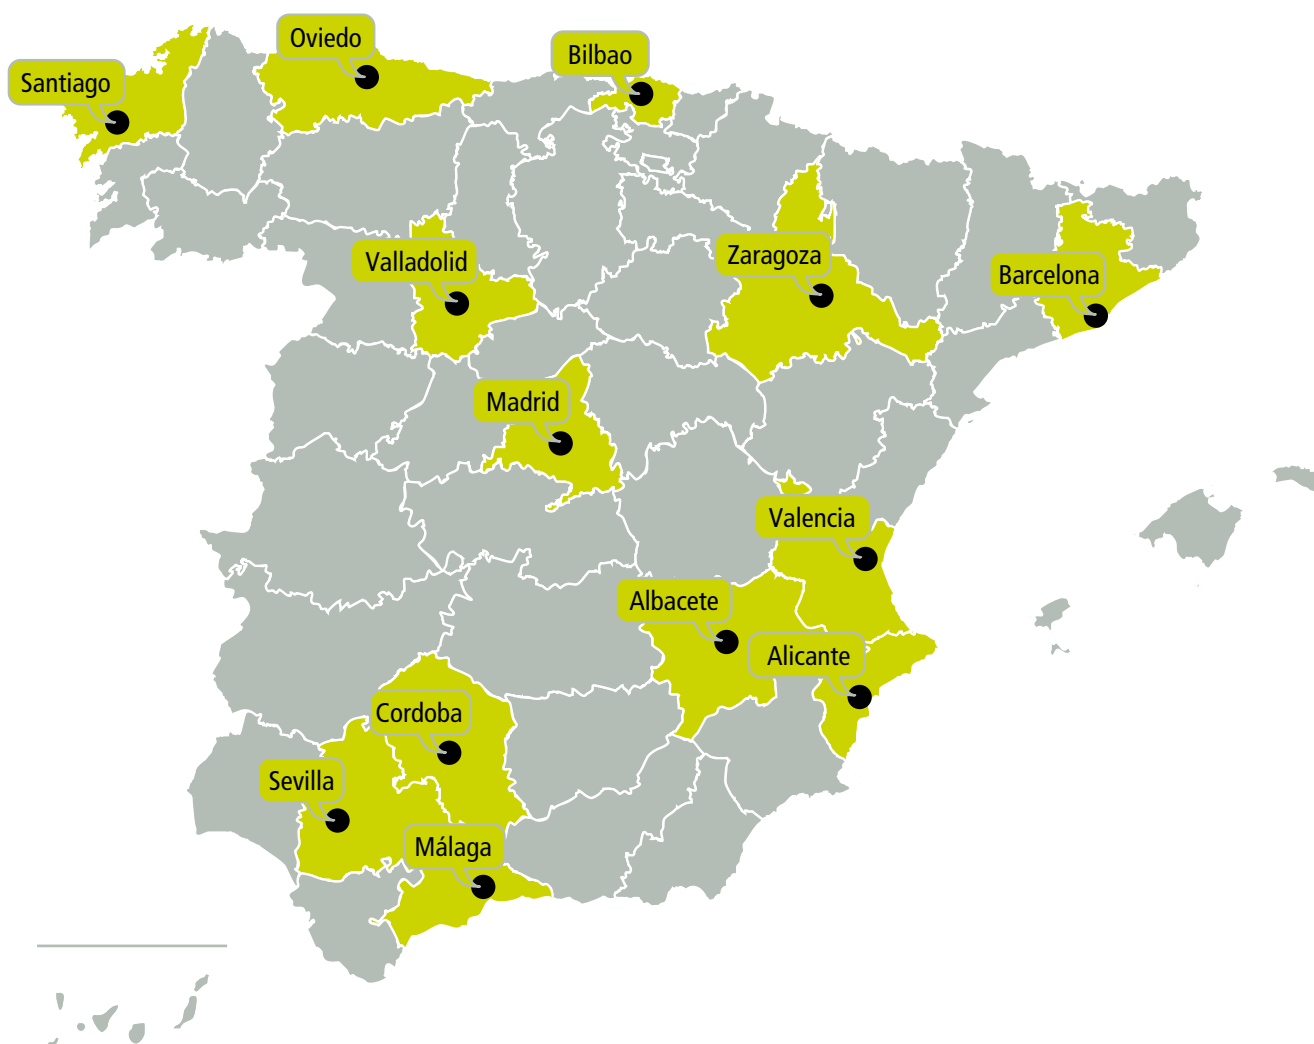 Oviedo
Bilbao
Santiago
Zaragoza
Valladolid
Barcelona
Madrid
Valencia
Albacete
Alicante
Cordoba
Sevilla
Málaga